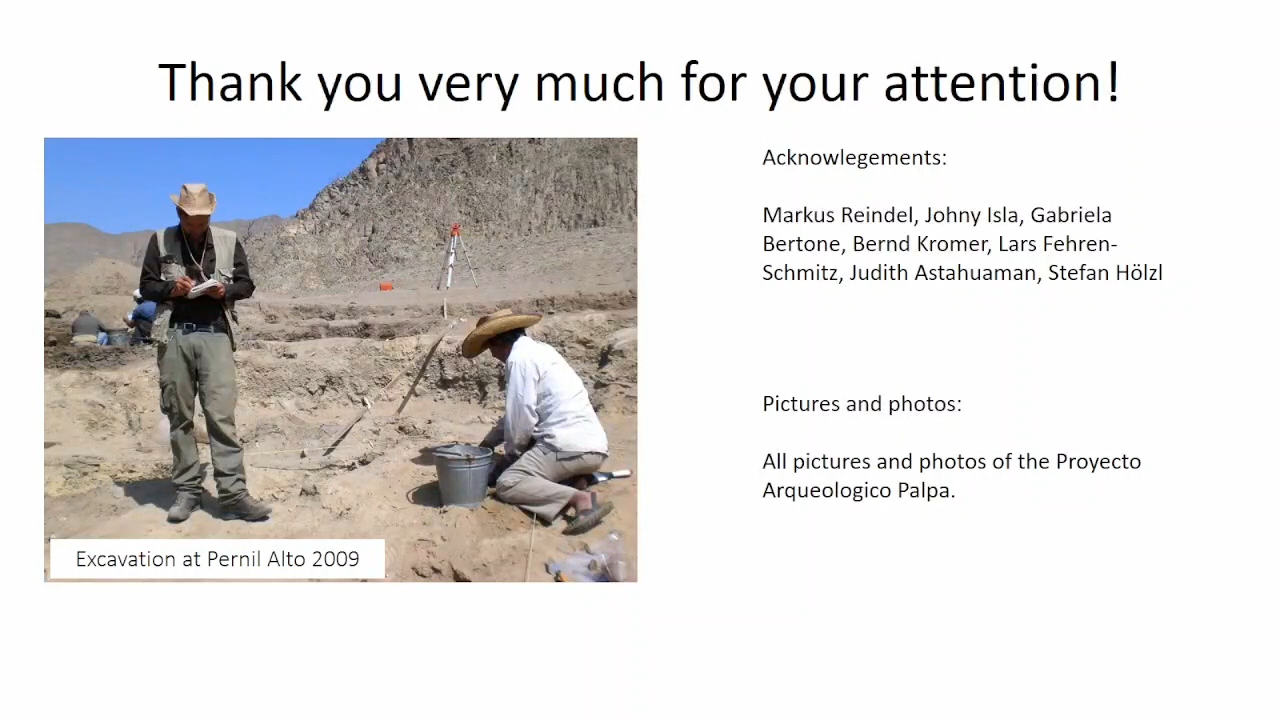 Thank you very much for your attention!
Acknowlegements:
Markus Reindel, Johny Isla, Gabriela
Bertone, Bernd Kromer, Lars Fehren-
Schmitz, Judith Astahuaman, Stefan Hölzl
Pictures and photos:
All pictures and photos of the Proyecto
Arqueologico Palpa.
Excavation at Pernil Alto 2009